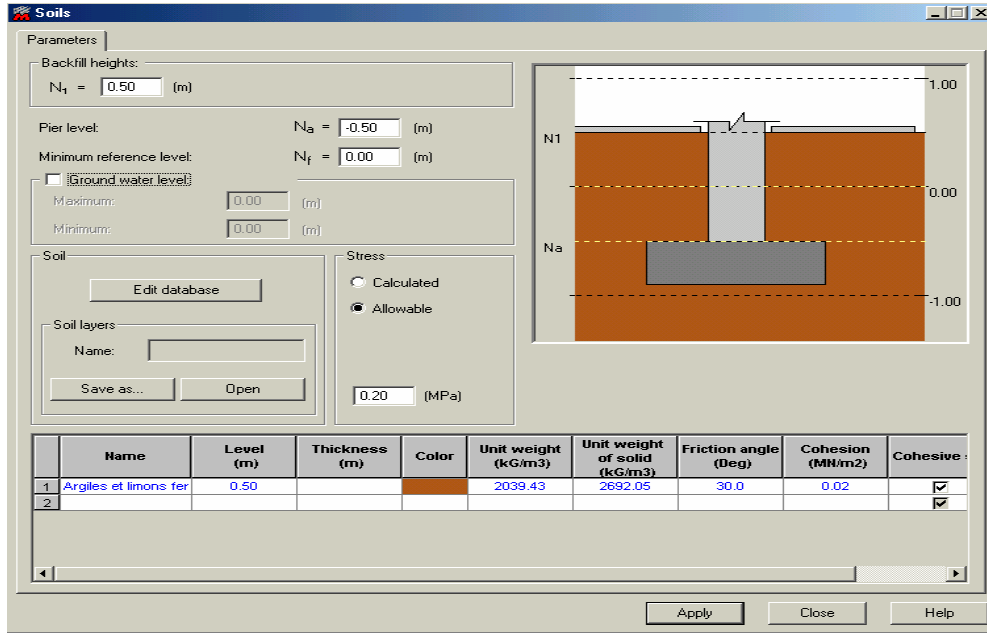 Soils
Parameters
Backfill heights:
N1 = 0.50 (m)
Pier level: Na = -0.50 (m)
Minimum reference level: Nf = 0.00 (m)
Ground water level:
Maximum: 0.00 (m)
Minimum: 0.00 (m)
1.00
N1
0.00
Na
-1.00
Soil
Edit database
Soil layers
Name:
Save as... Open
Stress
Calculated
Allowable
0.20 (MPa)
Name Level (m) Thickness (m) Color Unit weight (kG/m3) Unit weight of solid (kG/m3) Friction angle (Deg) Cohesion (MN/m2) Cohesive
1 Argiles et limons fer 0.50 2039.43 2692.05 30.0 0.02
2
Apply Close Help